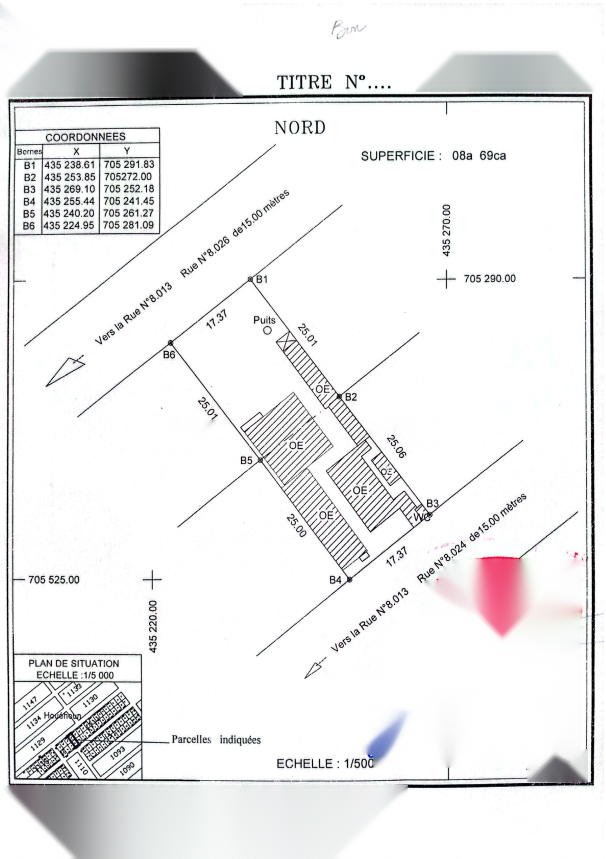 Bon
TITRE N°....
NORD
COORDONNEES
Bornes X Y
B1 435 238.61 705 291.83
B2 435 253.85 705272.00
B3 435 269.10 705 252.18
B4 435 255.44 705 241.45
B5 435 240.20 705 261.27
B6 435 224.95 705 281.09
SUPERFICIE : 08a 69ca
Vers la Rue N°8.013 Rue N°8.026 de15.00 mètres
435 270.00
705 290.00
B1
17.37
Puits
25.01
B6
OE
B2
25.01
25.06
OE
B5
OE
OE
B3
OE
WC
25.00
17.37
B4
Vers la Rue N°8.013 Rue N°8.024 de15.00 mètres
705 525.00
435 220.00
PLAN DE SITUATION
ECHELLE :1/5 000
1147
1139
1130
1134
1129
1093
1110
1090
Parcelles indiquées
ECHELLE : 1/500